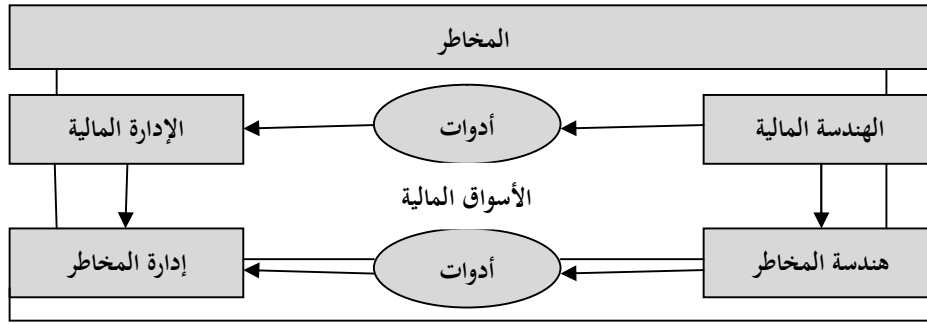 المخاطر
الهندسة المالية
أدوات
الإدارة المالية
الأسواق المالية
هندسة المخاطر
أدوات
إدارة المخاطر